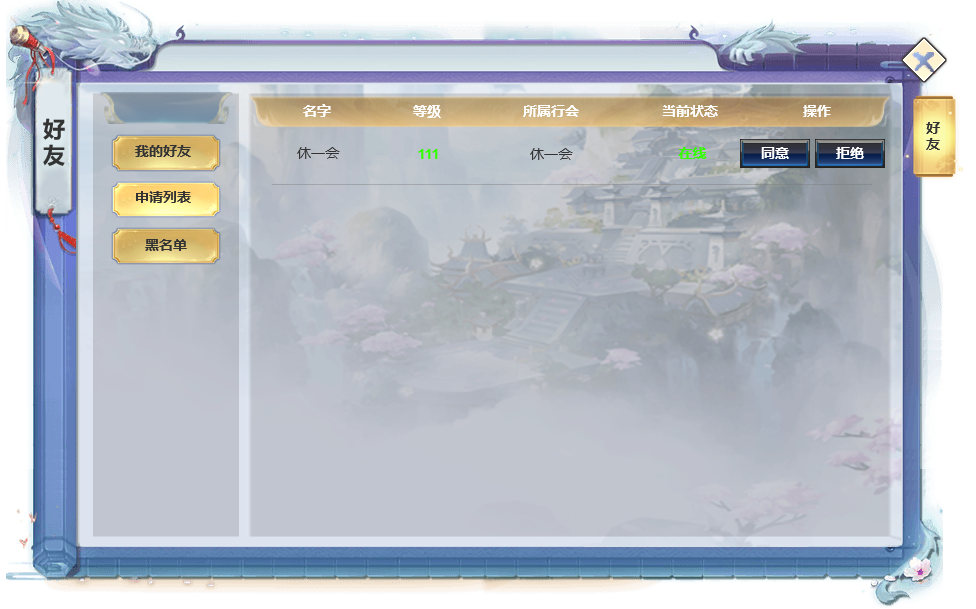 好友
好友
我的好友
申请列表
黑名单
名字 等级 所属行会 当前状态 操作
休一会 111 休一会 在线 同意 拒绝